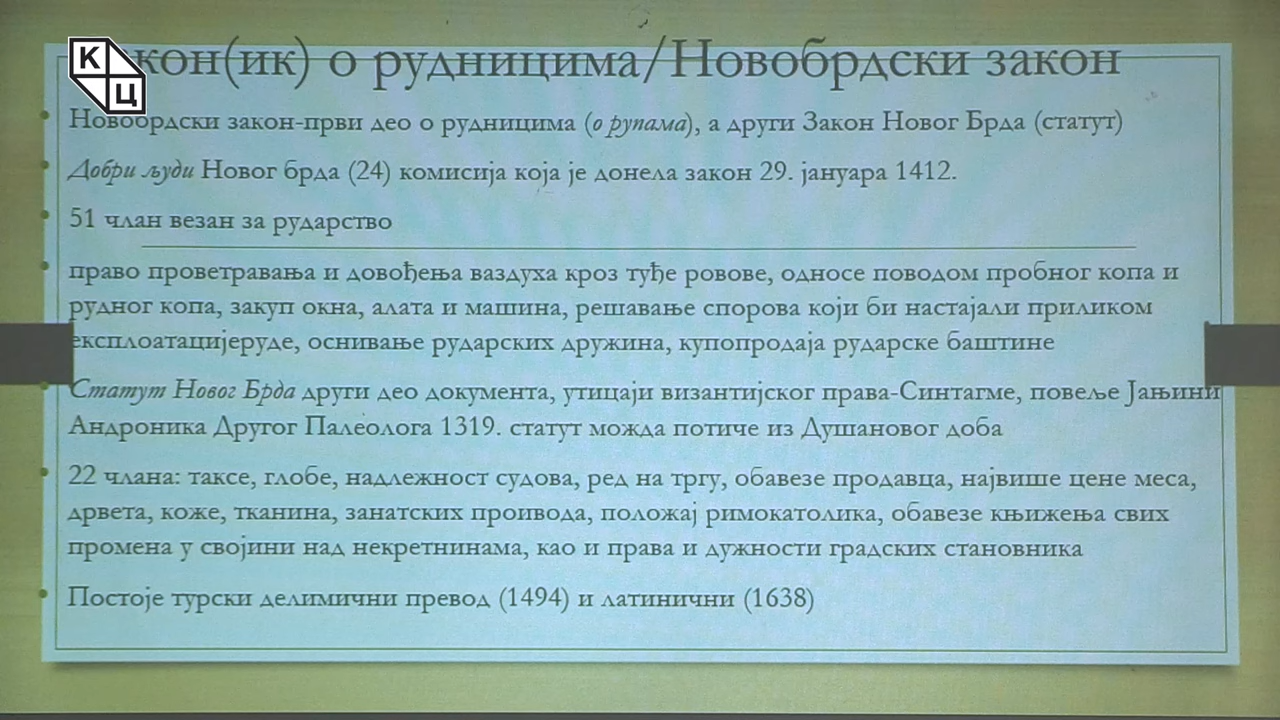 К
Ц
кон(ик) о рудницима/Новобрдски закон
Новобрдски закон-први део о рудницима (о рупама), а други Закон Новог Брда (статут)
Добри људи Новог брда (24) комисија која је донела закон 29. јануара 1412.
51 члан везан за рударство
право проветравања и довођења ваздуха кроз туђе ровове, односе поводом пробног копа и
рудног копа, закуп окна, алата и машина, решавање спорова који би настајали приликом
експлоатацијеруде, оснивање рударских дружина, купопродаја рударске баштине
Статут Новог Брда други део документа, утицаји византијског права-Синтагме, повеље Јањини
Андроника Другог Палеолога 1319. статут можда потиче из Душановог доба
22 члана: таксе, глобе, надлежност судова, ред на тргу, обавезе продавца, највише цене меса,
дрвета, коже, тканина, занатских проивода, положај римокатолика, обавезе књижења свих
промена у својини над некретнинама, као и права и дужности градских становника
Постоје турски делимични превод (1494) и латинични (1638)